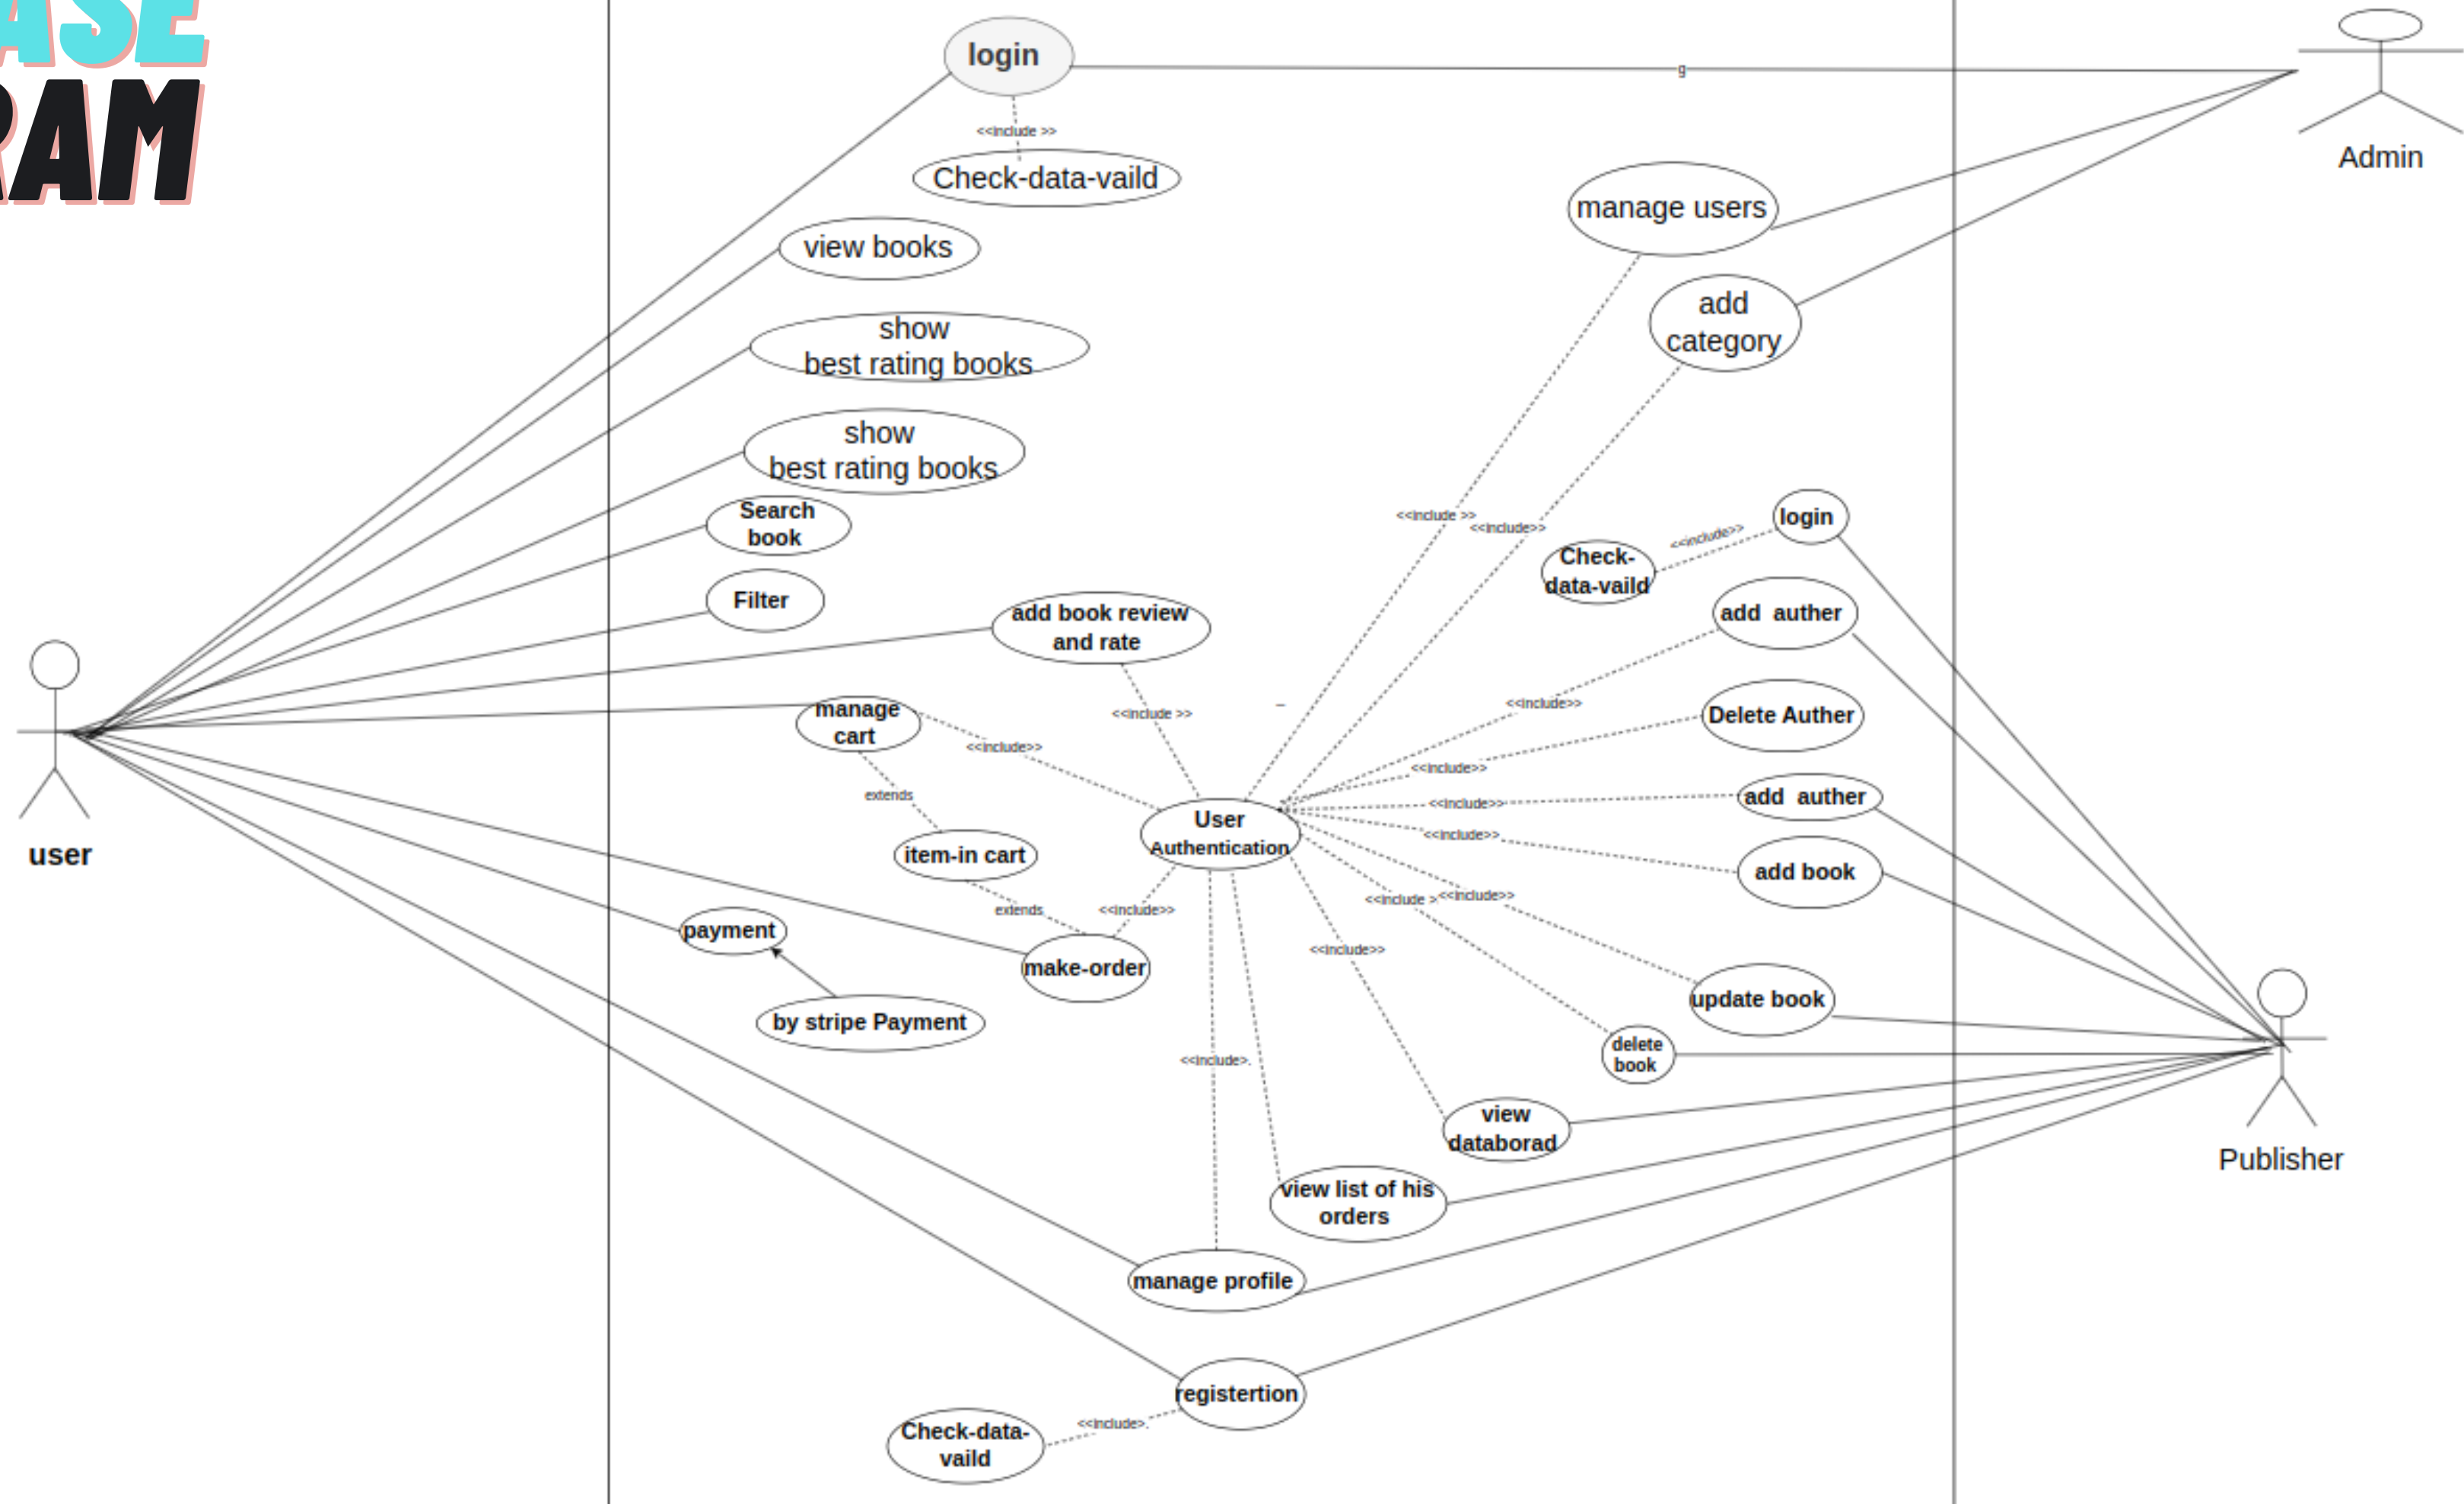 ASE
RAM
login
g
Admin
<<include >>
Check-data-vaild
manage users
view books
add
category
show
best rating books
show
best rating books
Search
book
<<include >>
<<include>>
login
<<include>>
Check-
data-vaild
Filter
add book review
and rate
add  auther
manage
cart
<<include >>
<<include>>
Delete Auther
<<include>>
<<include>>
extends
add  auther
<<include>>
User
Authentication
<<include>>
user
item-in cart
add book
extends
<<include>>
<<include >
<<include>>
payment
<<include>>
make-order
update book
by stripe Payment
delete
book
<<include>.
view
databorad
Publisher
view list of his
orders
manage profile
registertion
<<include>.
Check-data-
vaild